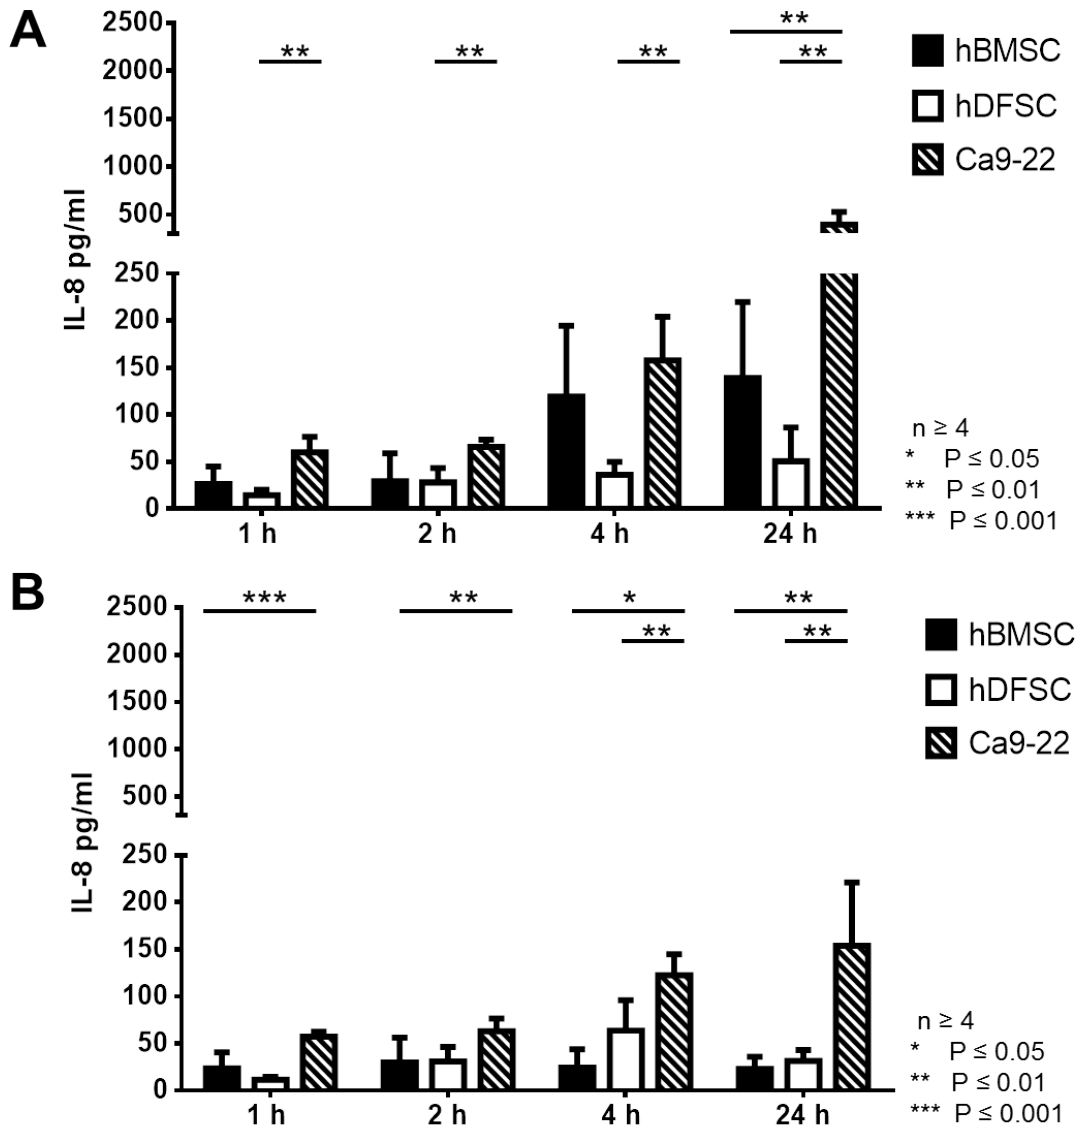 A
IL-8 pg/ml
2500
2000
1500
1000
500
250
200
150
100
50
0
** ** ** **
**
1 h 2 h 4 h 24 h
hBMSC
hDFSC
Ca9-22
n ≥ 4
* P ≤ 0.05
** P ≤ 0.01
*** P ≤ 0.001
B
IL-8 pg/ml
2500
2000
1500
1000
500
250
200
150
100
50
0
*** ** * **
** **
1 h 2 h 4 h 24 h
hBMSC
hDFSC
Ca9-22
n ≥ 4
* P ≤ 0.05
** P ≤ 0.01
*** P ≤ 0.001